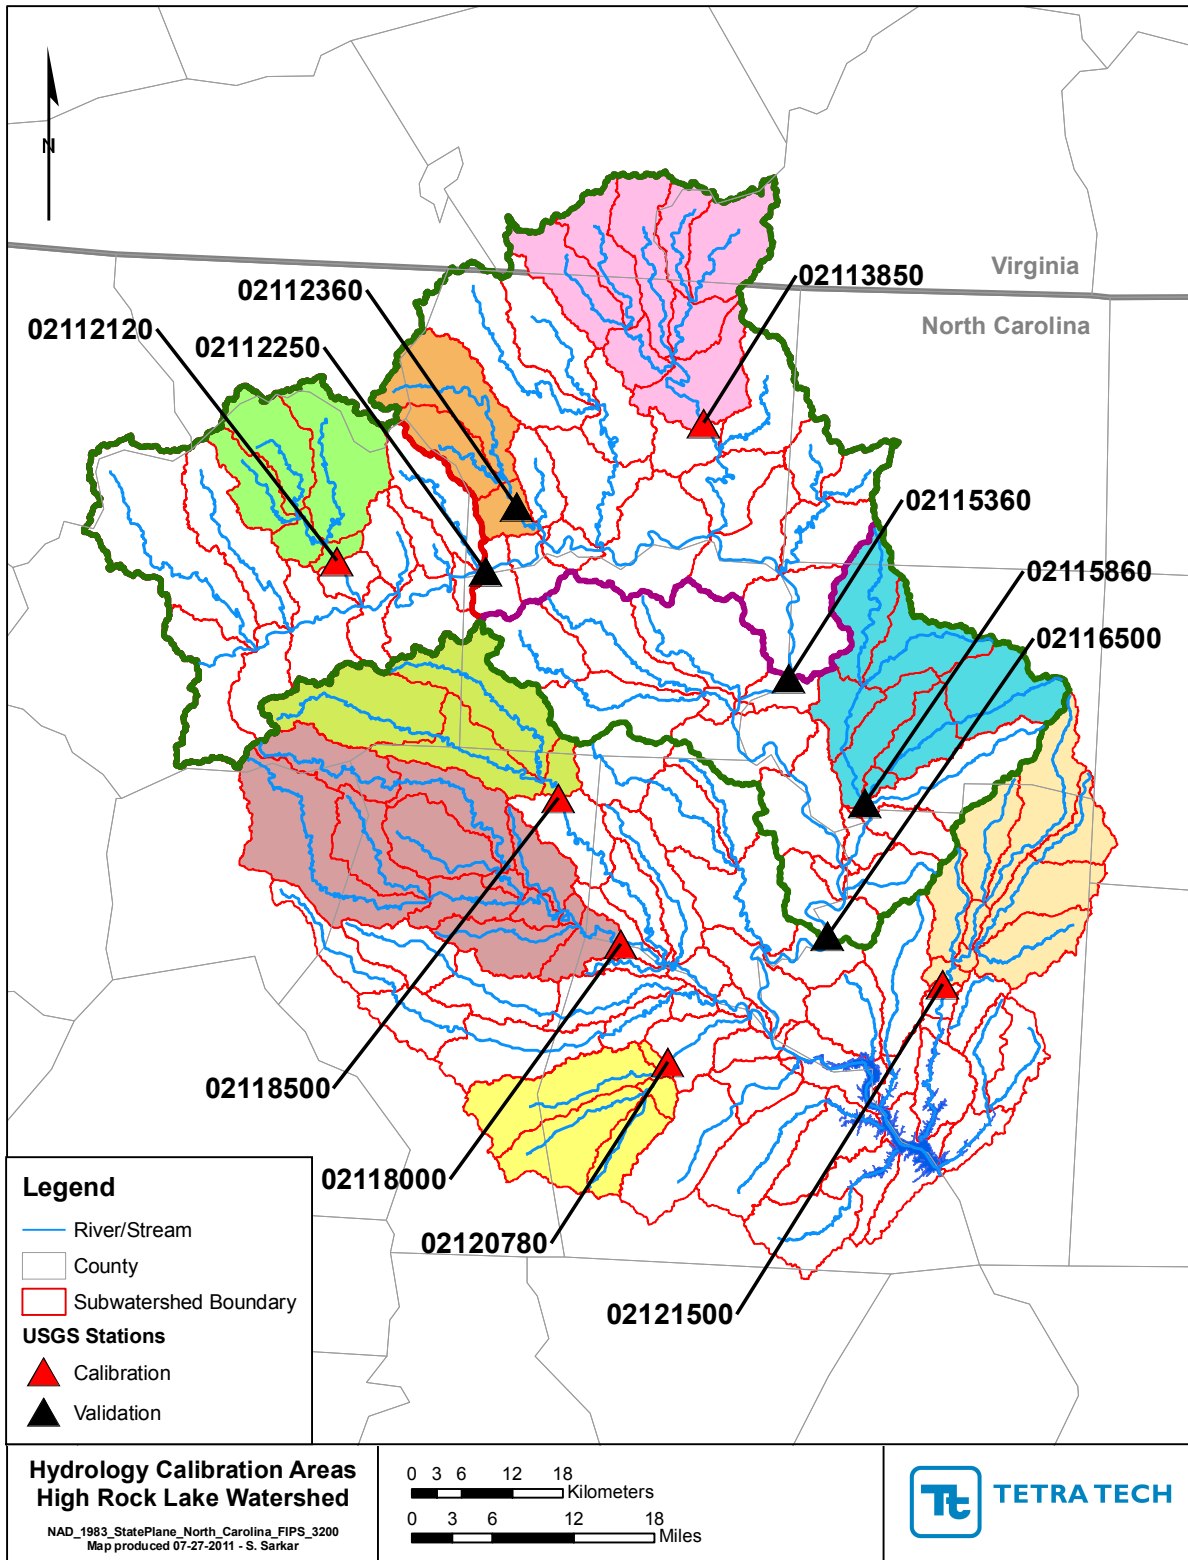 N
Virginia
North Carolina
02113850
02112360
02112120
02112250
02115360
02115860
02116500
02118500
02118000
02120780
02121500
Legend
River/Stream
County
Subwatershed Boundary
USGS Stations
Calibration
Validation
Hydrology Calibration Areas
High Rock Lake Watershed
NAD_1983_StatePlane_North_Carolina_FIPS_3200
Map produced 07-27-2011 - S. Sarkar
0 3 6 12 18
Kilometers
0 3 6 12 18
Miles
Tt TETRA TECH